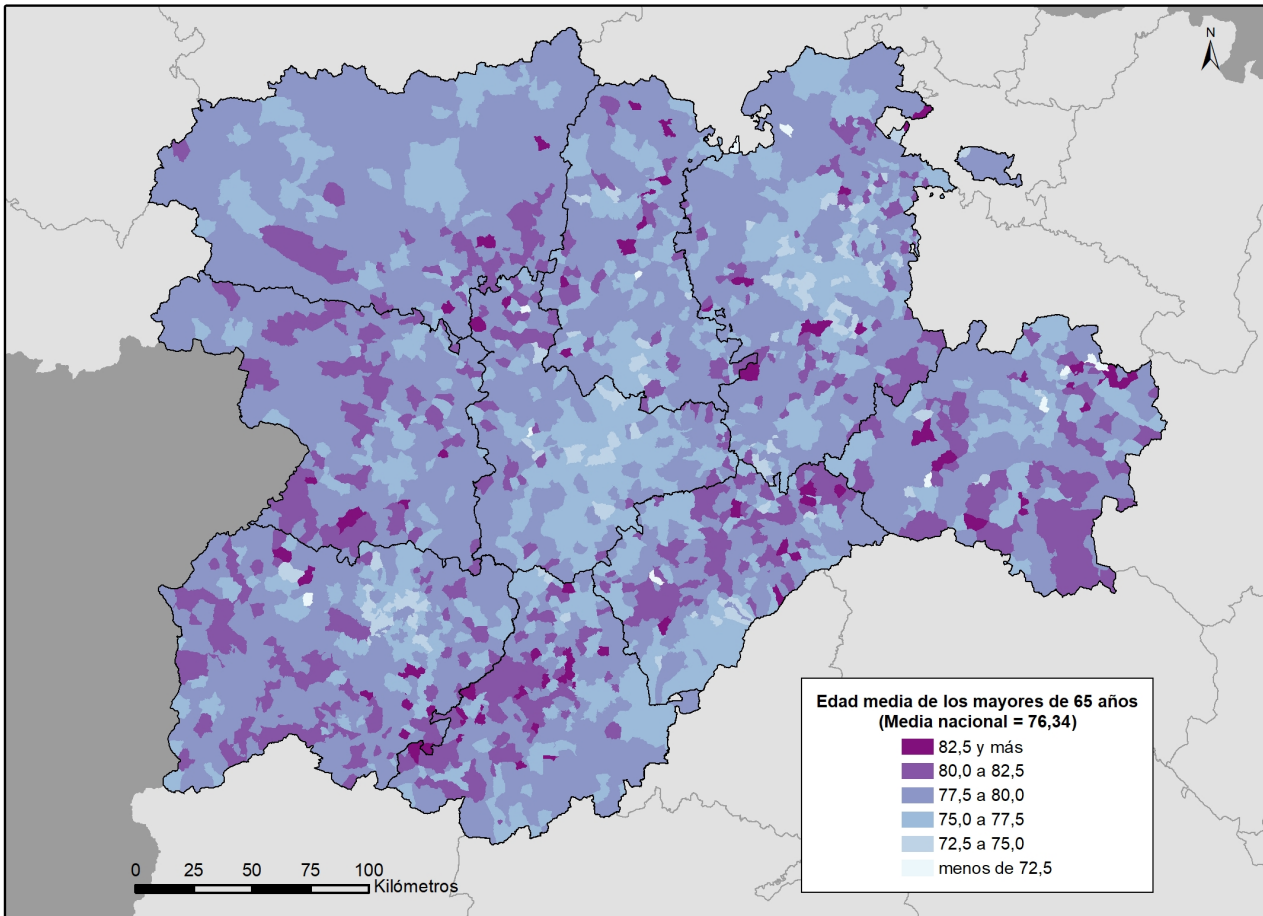 N
Edad media de los mayores de 65 años
(Media nacional = 76,34)
82,5 y más
80,0 a 82,5
77,5 a 80,0
75,0 a 77,5
72,5 a 75,0
menos de 72,5
0 25 50 75 100
Kilómetros